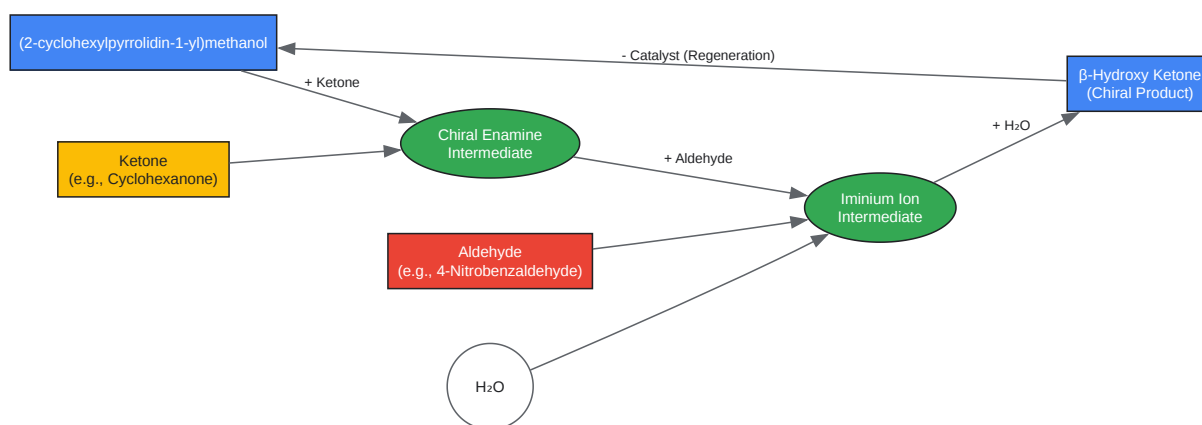 (2-cyclohexylpyrrolidin-1-yl)methanol
- Catalyst (Regeneration)
β-Hydroxy Ketone
(Chiral Product)
+ Ketone
+ H₂O
Chiral Enamine
Intermediate
Ketone
(e.g., Cyclohexanone)
+ Aldehyde
Iminium Ion
Intermediate
Aldehyde
(e.g., 4-Nitrobenzaldehyde)
H₂O